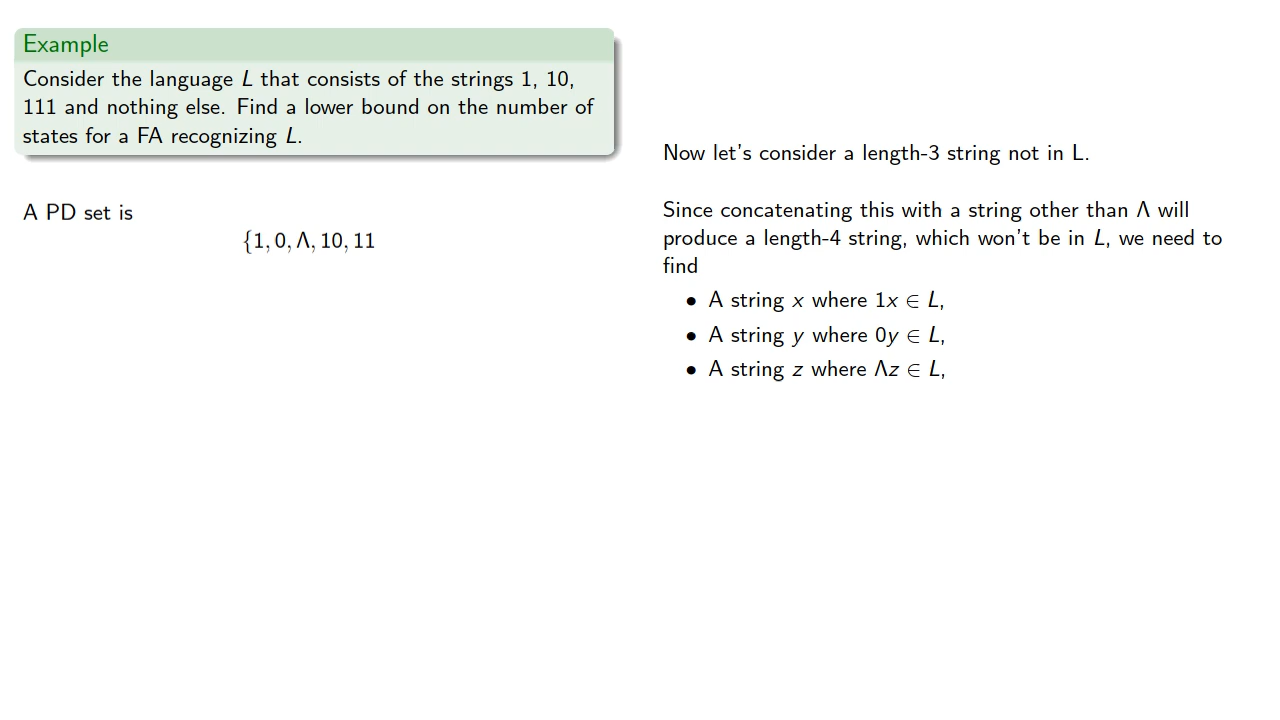 Example
Consider the language L that consists of the strings 1, 10,
111 and nothing else. Find a lower bound on the number of
states for a FA recognizing L.
A PD set is
{1, 0, Λ, 10, 11
Now let's consider a length-3 string not in L.
Since concatenating this with a string other than Λ will
produce a length-4 string, which won't be in L, we need to
find
• A string x where 1x ∈ L,
• A string y where 0y ∈ L,
• A string z where Λz ∈ L,